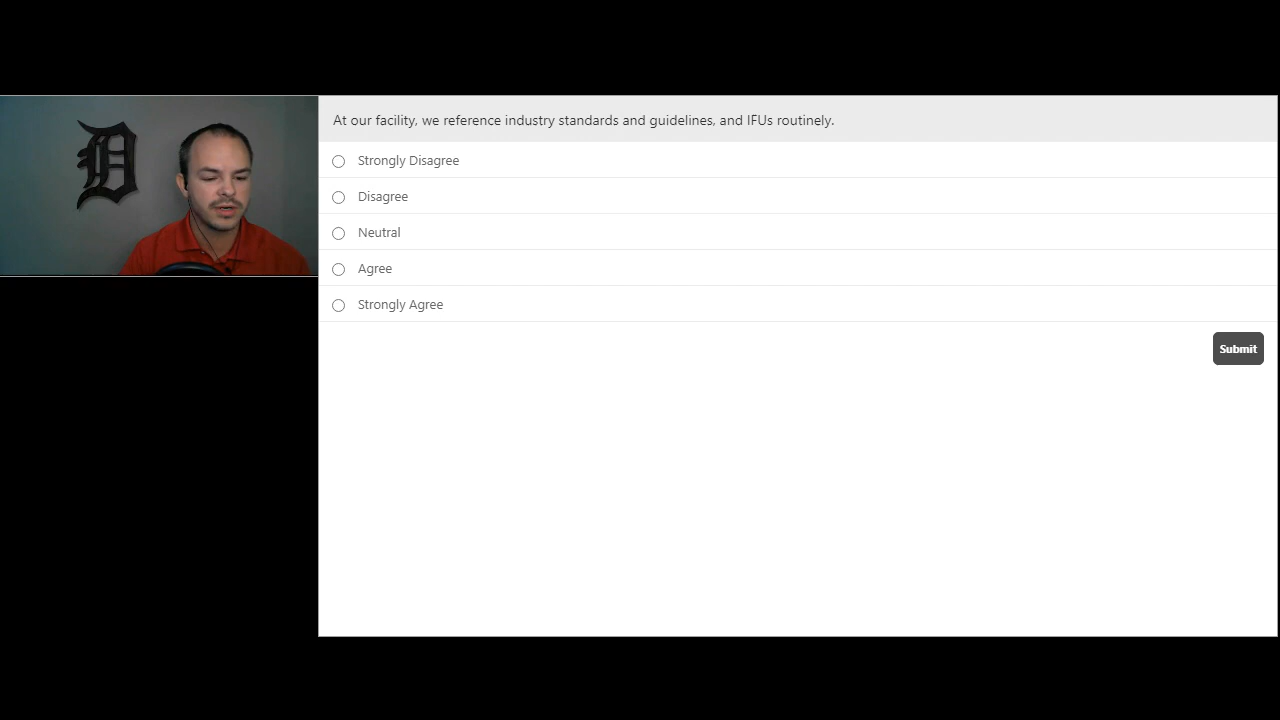 D
At our facility, we reference industry standards and guidelines, and IFUs routinely.
Strongly Disagree
Disagree
Neutral
Agree
Strongly Agree
Submit